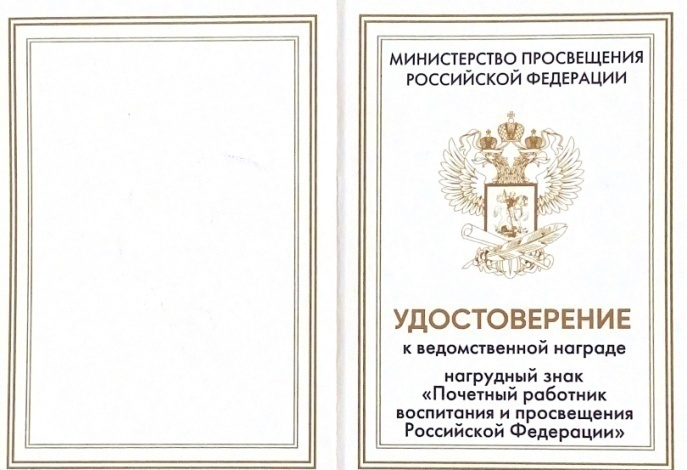 МИНИСТЕРСТВО ПРОСВЕЩЕНИЯ
РОССИЙСКОЙ ФЕДЕРАЦИИ
УДОСТОВЕРЕНИЕ
к ведомственной награде
нагрудный знак
«Почетный работник
воспитания и просвещения
Российской Федерации»